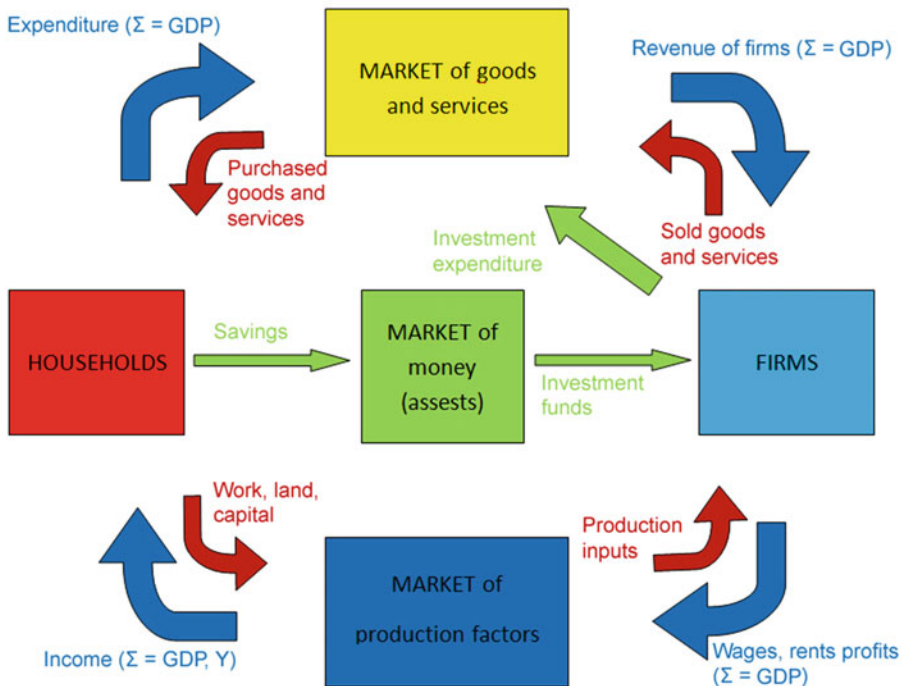 Expenditure (Σ = GDP)
MARKET of goods
and services
Revenue of firms (Σ = GDP)
Purchased
goods and
services
Sold goods
and services
Investment
expenditure
HOUSEHOLDS
Savings
MARKET of
money
(assests)
Investment
funds
FIRMS
Work, land,
capital
Production
inputs
MARKET of
production factors
Income (Σ = GDP, Y)
Wages, rents profits
(Σ = GDP)